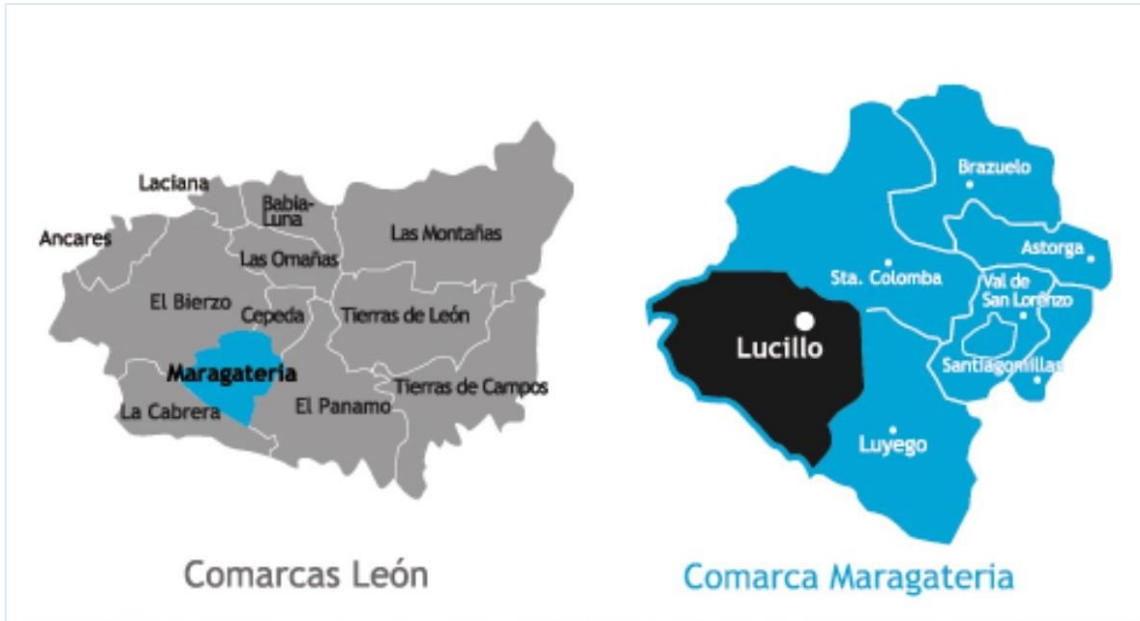 Laciana
Babia-
Luna
Ancares
Las Omañas
Las Montañas
El Bierzo
Cepeda
Tierras de León
Maragateria
La Cabrera
El Panamo
Tierras de Campos
Comarcas León
Brazuelo
Astorga
Sta. Colomba
Val de
San Lorenzo
Lucillo
Santiagomillas
Luyego
Comarca Maragateria